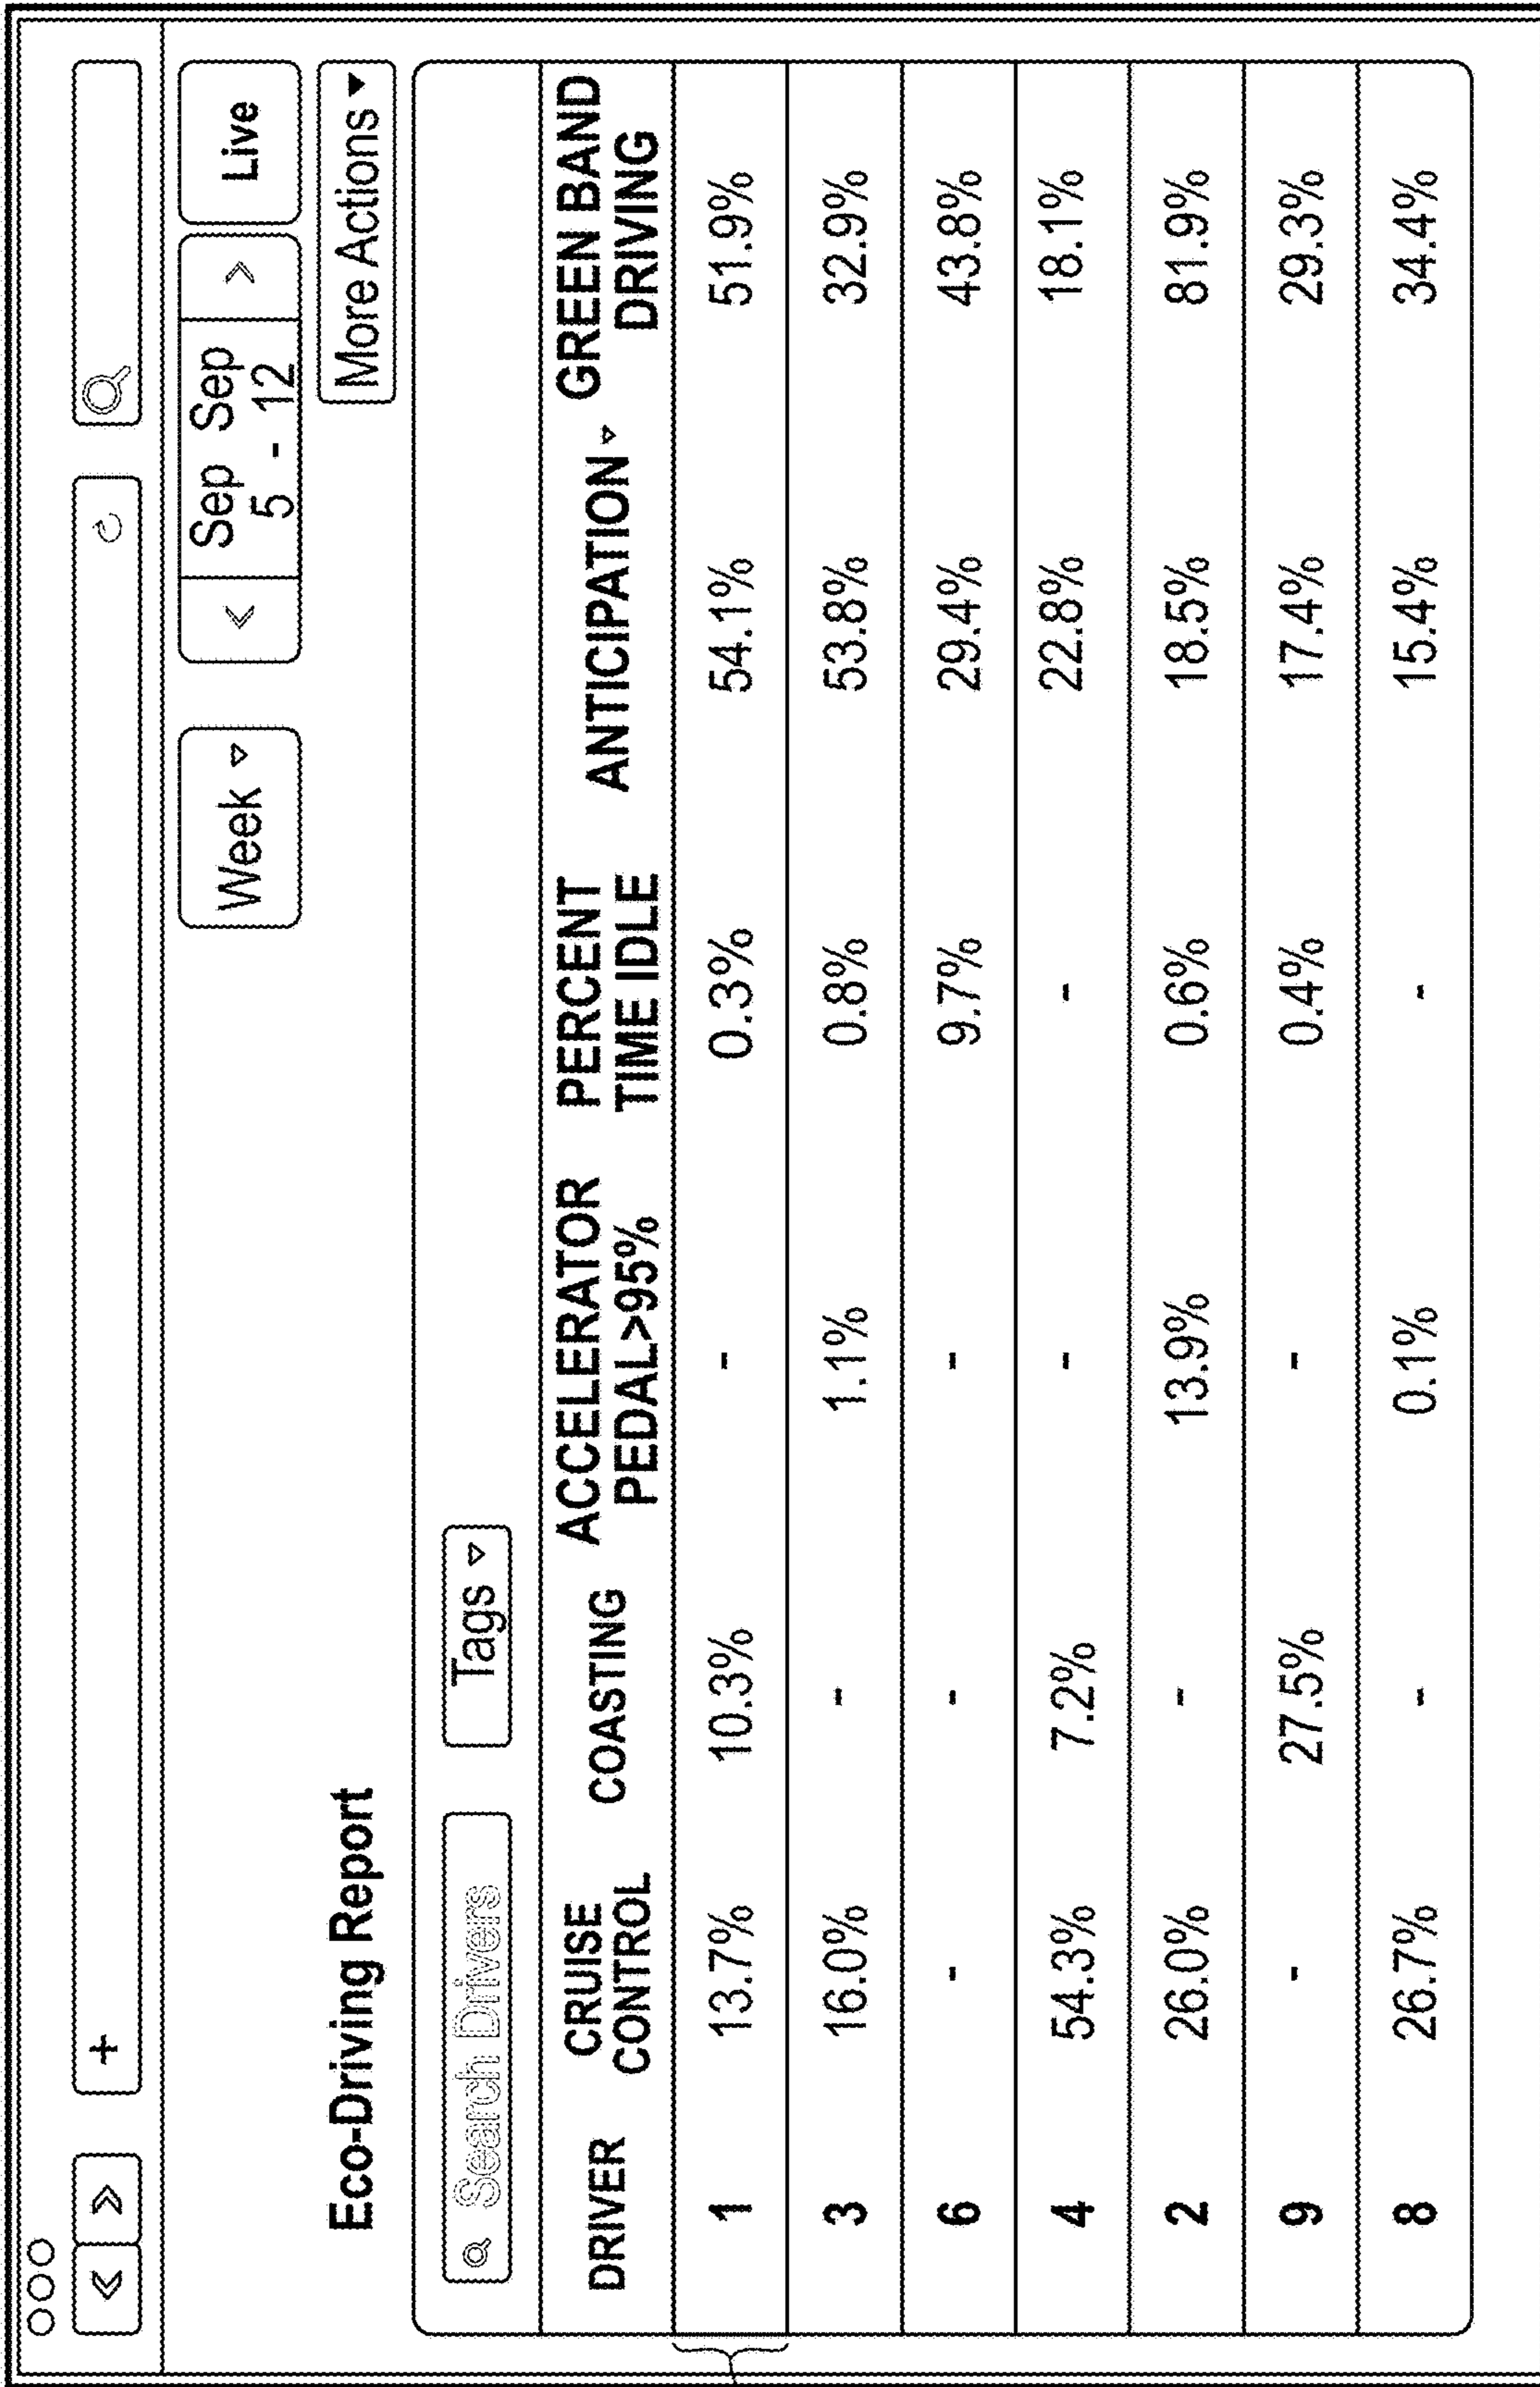 +
Week
Sep Sep
5 - 12
Live
Eco-Driving Report
More Actions
Search Drivers
Tags
DRIVER CRUISE CONTROL COASTING ACCELERATOR PEDAL>95% PERCENT TIME IDLE ANTICIPATION GREEN BAND DRIVING
1 13.7% 10.3% - 0.3% 54.1% 51.9%
3 16.0% - 1.1% 0.8% 53.8% 32.9%
6 - - - 9.7% 29.4% 43.8%
4 54.3% 7.2% - - 22.8% 18.1%
2 26.0% - 13.9% 0.6% 18.5% 81.9%
9 - 27.5% - 0.4% 17.4% 29.3%
8 26.7% - 0.1% - 15.4% 34.4%